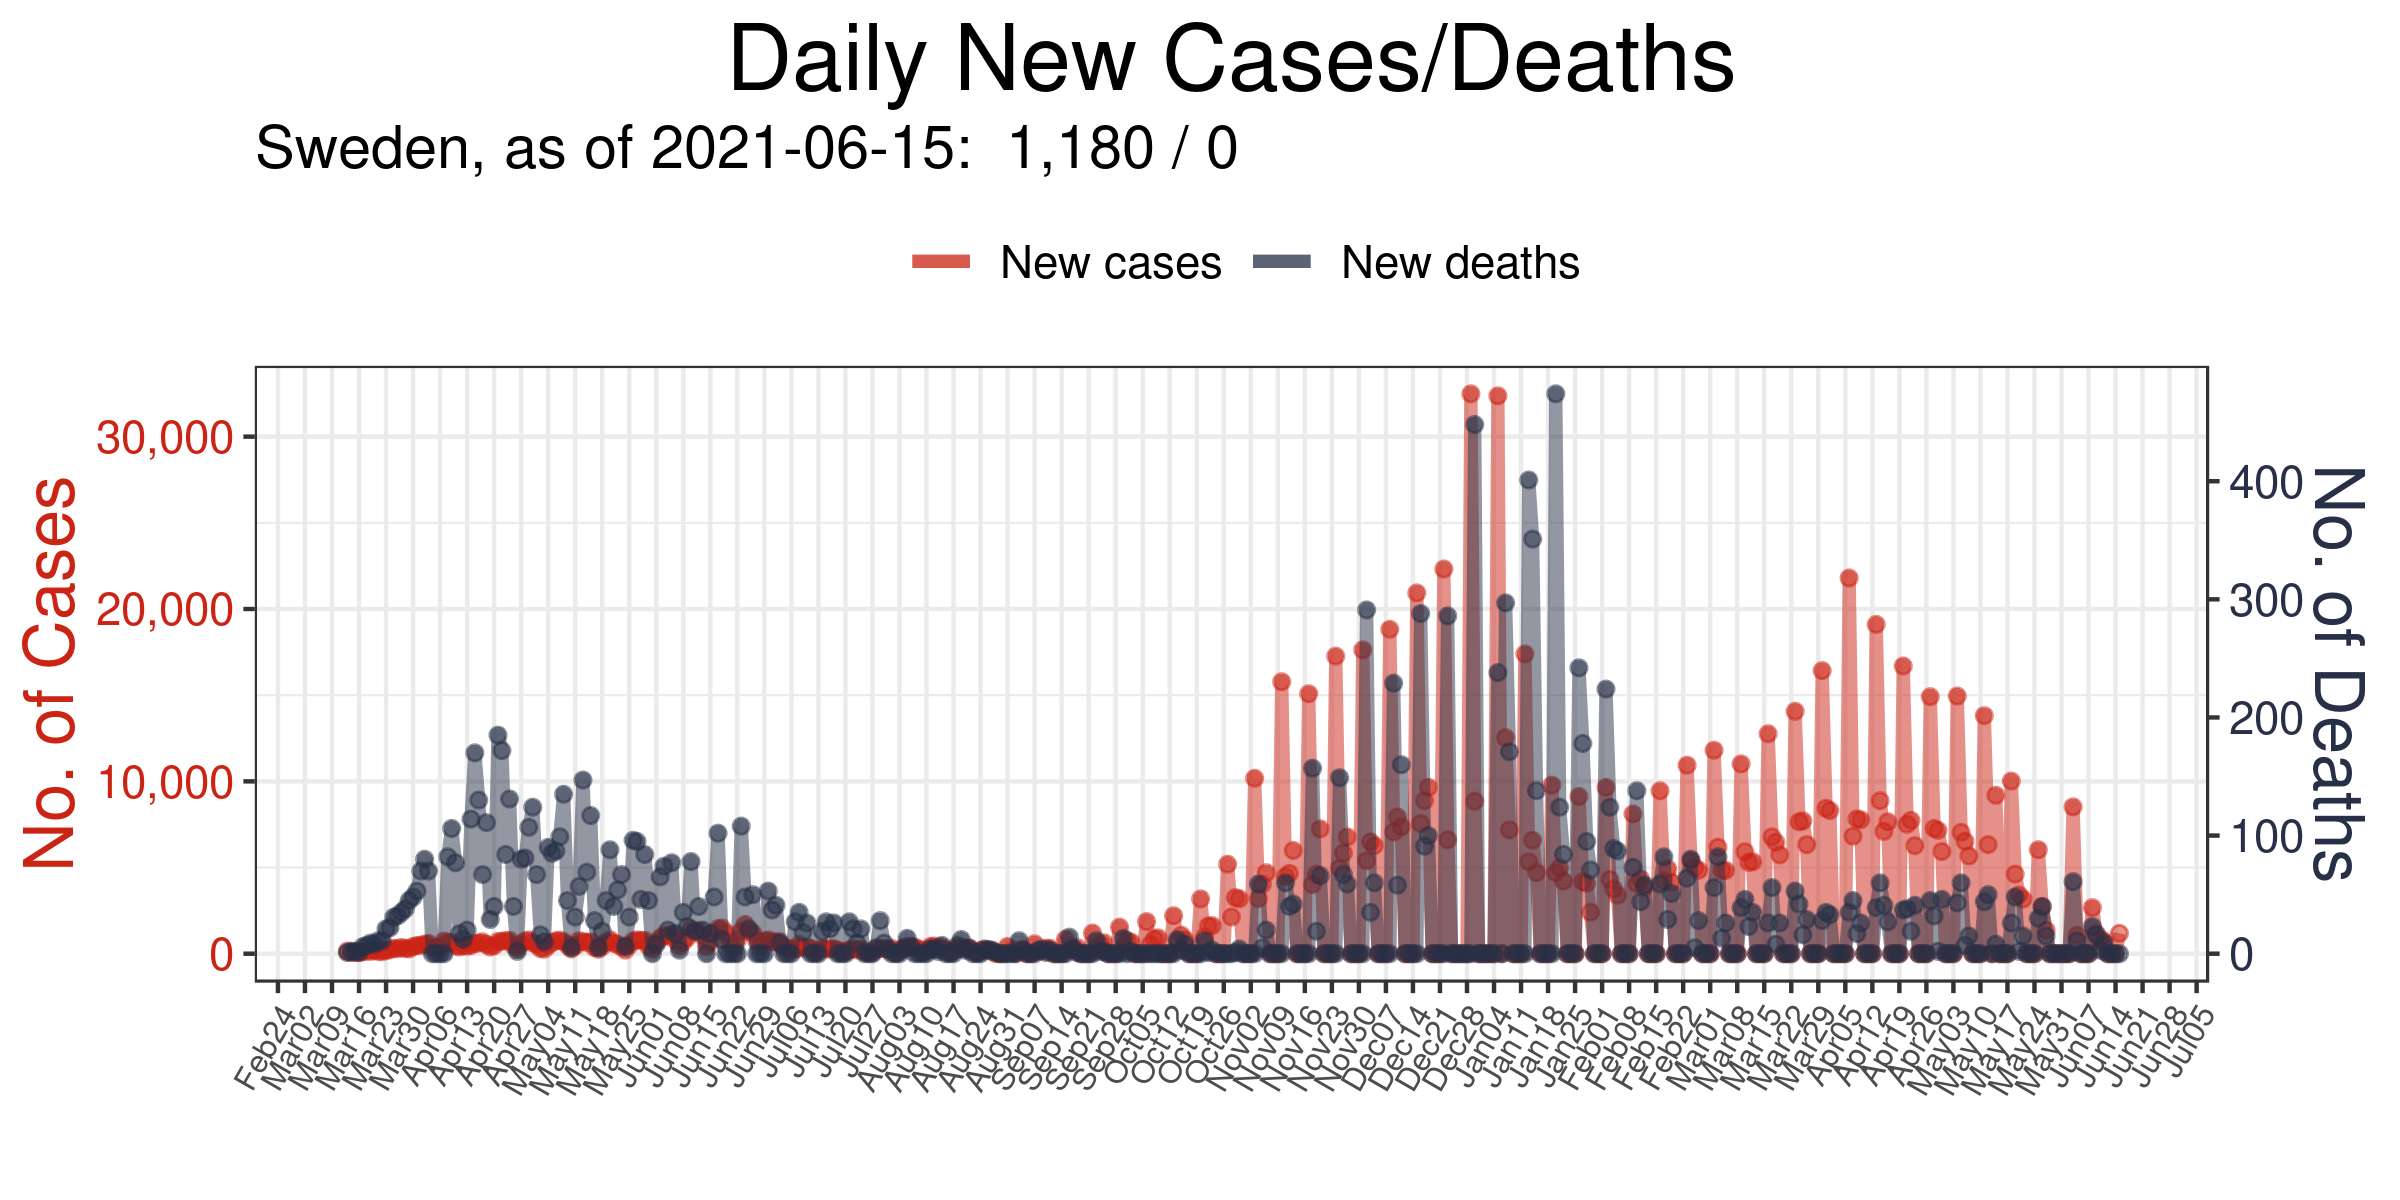 Daily New Cases/Deaths
Sweden, as of 2021-06-15:  1,180 / 0
New cases
New deaths
No. of Cases
30,000
20,000
10,000
0
400
300
200
100
0
No. of Deaths
Feb24
Mar02
Mar09
Mar16
Mar23
Mar30
Apr06
Apr13
Apr20
Apr27
May04
May11
May18
May25
Jun01
Jun08
Jun15
Jun22
Jun29
Jul06
Jul13
Jul20
Jul27
Aug03
Aug10
Aug17
Aug24
Aug31
Sep07
Sep14
Sep21
Sep28
Oct05
Oct12
Oct19
Oct26
Nov02
Nov09
Nov16
Nov23
Nov30
Dec07
Dec14
Dec21
Dec28
Dec04
Jan11
Jan18
Jan25
Feb01
Feb08
Feb15
Feb22
Mar01
Mar08
Mar15
Mar22
Mar29
Apr05
Apr12
Apr19
Apr26
May03
May10
May17
May24
May31
Jun07
Jun14
Jun21
Jun28
Jul05